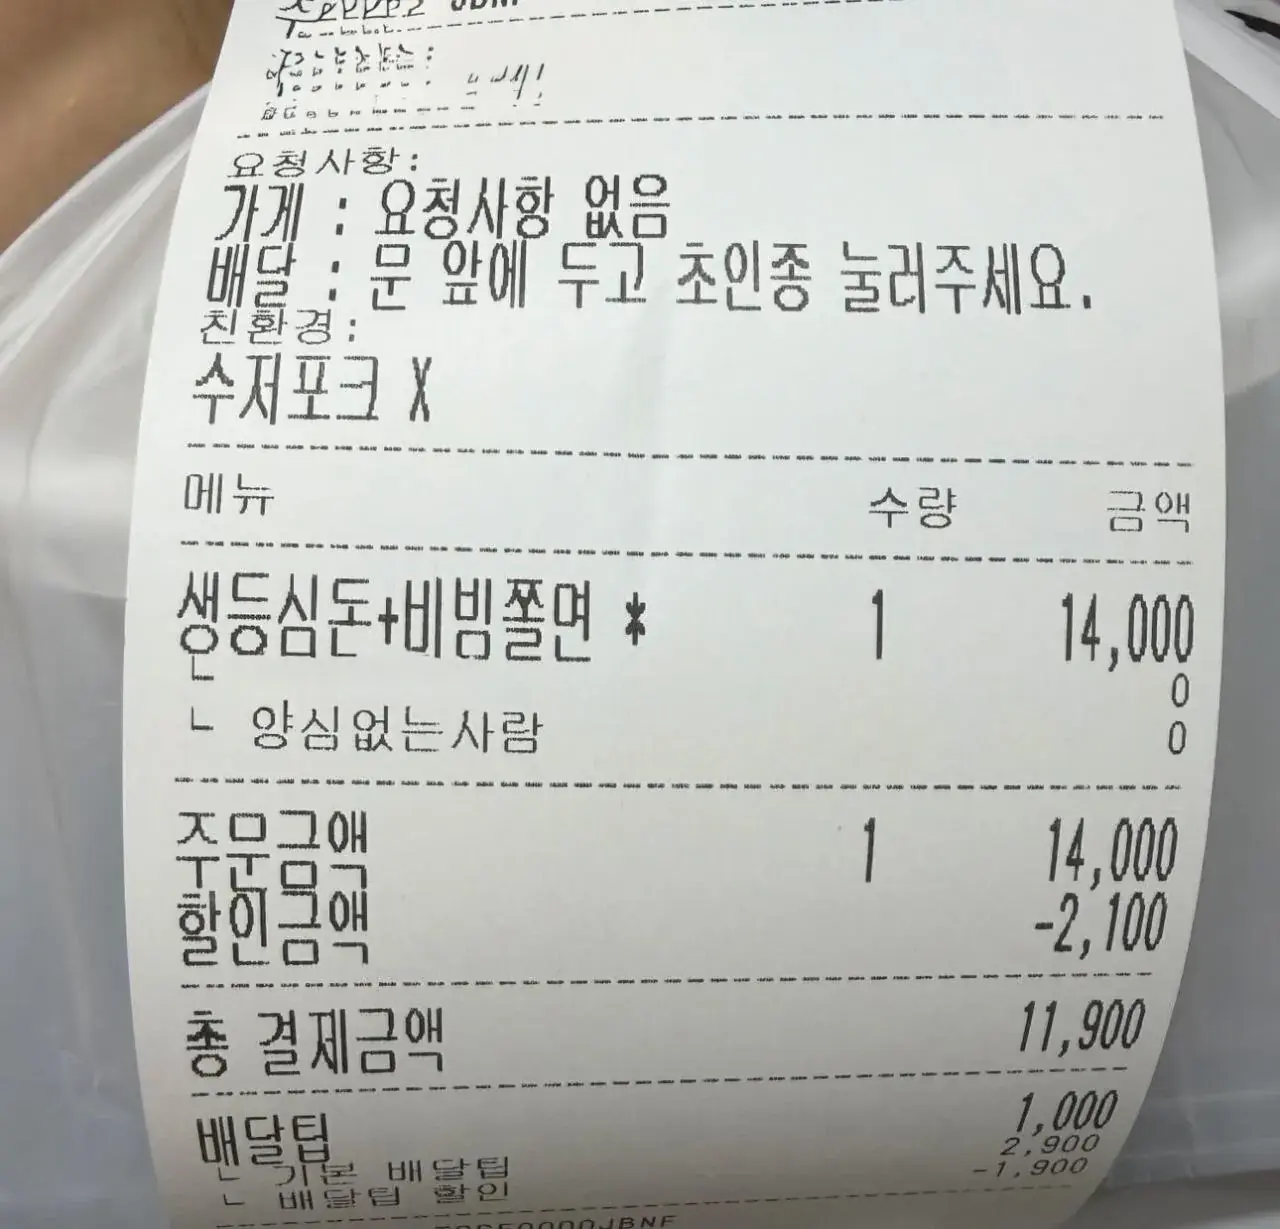 요청사항:
가게 : 요청사항 없음
배달 : 문 앞에 두고 초인종 눌러주세요.
친환경:
수저포크 X
메뉴 수량 금액
생등심돈+비빔쫄면 * 1 14,000
ㄴ 0
ㄴ 양심없는사람 0
주문금액 1 14,000
할인금액 -2,100
총 결제금액 11,900
배달팁 1,000
ㄴ 기본 배달팁 2,900
ㄴ 배달팁 할인 -1,900